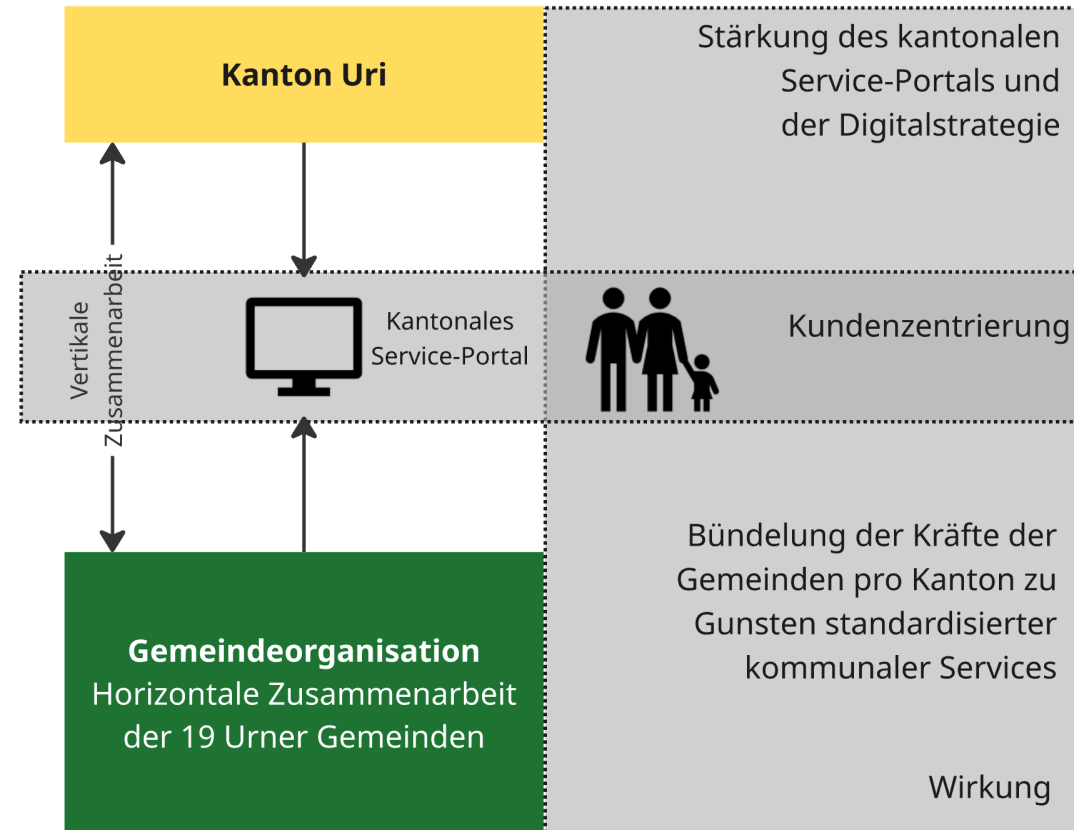 Kanton Uri
Stärkung des kantonalen
Service-Portals und
der Digitalstrategie
Vertikale
Zusammenarbeit
Kantonales
Service-Portal
Kundenzentrierung
Gemeindeorganisation
Horizontale Zusammenarbeit
der 19 Urner Gemeinden
Bündelung der Kräfte der
Gemeinden pro Kanton zu
Gunsten standardisierter
kommunaler Services
Wirkung